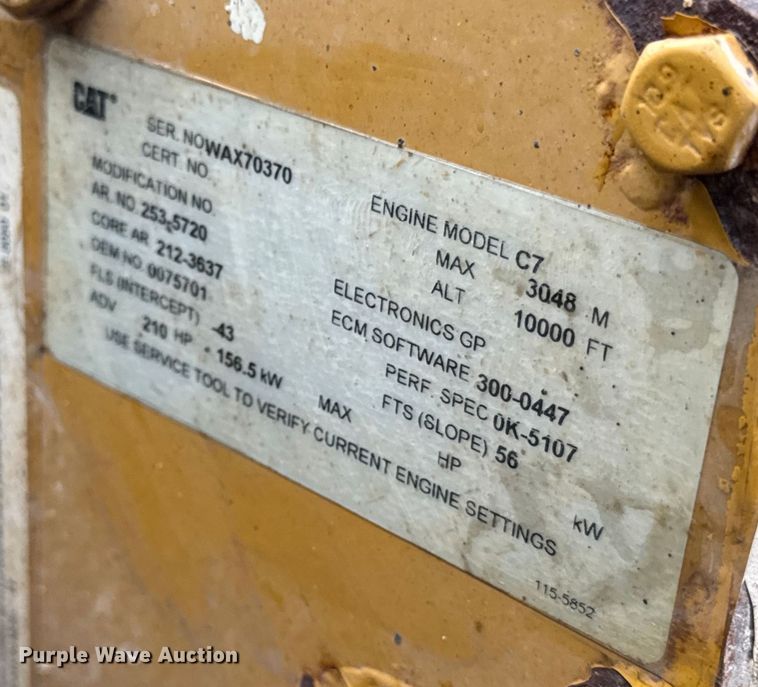 CAT®
SER. NO WAX70370
CERT. NO.
MODIFICATION NO.
AR. NO. 253-5720
CORE AR 212-3637
OEM NO. 0075701
FLS (INTERCEPT) -43
ADV 210 HP 156.5 kW
ENGINE MODEL C7
MAX 3048 M
ALT 10000 FT
ELECTRONICS GP
ECM SOFTWARE 300-0447
PERF. SPEC 0K-5107
FTS (SLOPE) 56
MAX HP kW
USE SERVICE TOOL TO VERIFY CURRENT ENGINE SETTINGS
115-5852
10.9
Purple Wave Auction